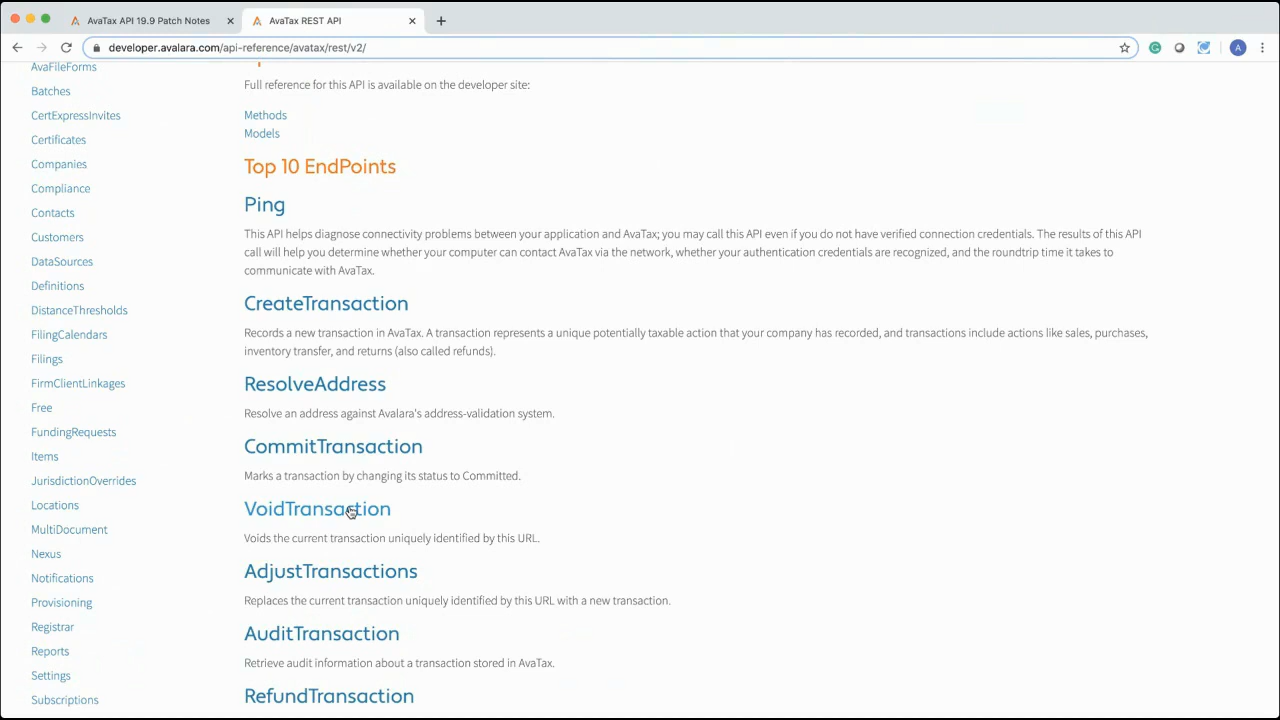 AvaTax API 19.9 Patch Notes
AvaTax REST API
developer.avalara.com/api-reference/avatax/rest/v2/
A
AvaFileForms
Batches
CertExpressInvites
Certificates
Companies
Compliance
Contacts
Customers
DataSources
Definitions
DistanceThresholds
FilingCalendars
Filings
FirmClientLinkages
Free
FundingRequests
Items
JurisdictionOverrides
Locations
MultiDocument
Nexus
Notifications
Provisioning
Registrar
Reports
Settings
Subscriptions
Full reference for this API is available on the developer site:
Methods
Models
Top 10 EndPoints
Ping
This API helps diagnose connectivity problems between your application and AvaTax; you may call this API even if you do not have verified connection credentials. The results of this API
call will help you determine whether your computer can contact AvaTax via the network, whether your authentication credentials are recognized, and the roundtrip time it takes to
communicate with AvaTax.
CreateTransaction
Records a new transaction in AvaTax. A transaction represents a unique potentially taxable action that your company has recorded, and transactions include actions like sales, purchases,
inventory transfer, and returns (also called refunds).
ResolveAddress
Resolve an address against Avalara's address-validation system.
CommitTransaction
Marks a transaction by changing its status to Committed.
VoidTransaction
Voids the current transaction uniquely identified by this URL.
AdjustTransactions
Replaces the current transaction uniquely identified by this URL with a new transaction.
AuditTransaction
Retrieve audit information about a transaction stored in AvaTax.
RefundTransaction